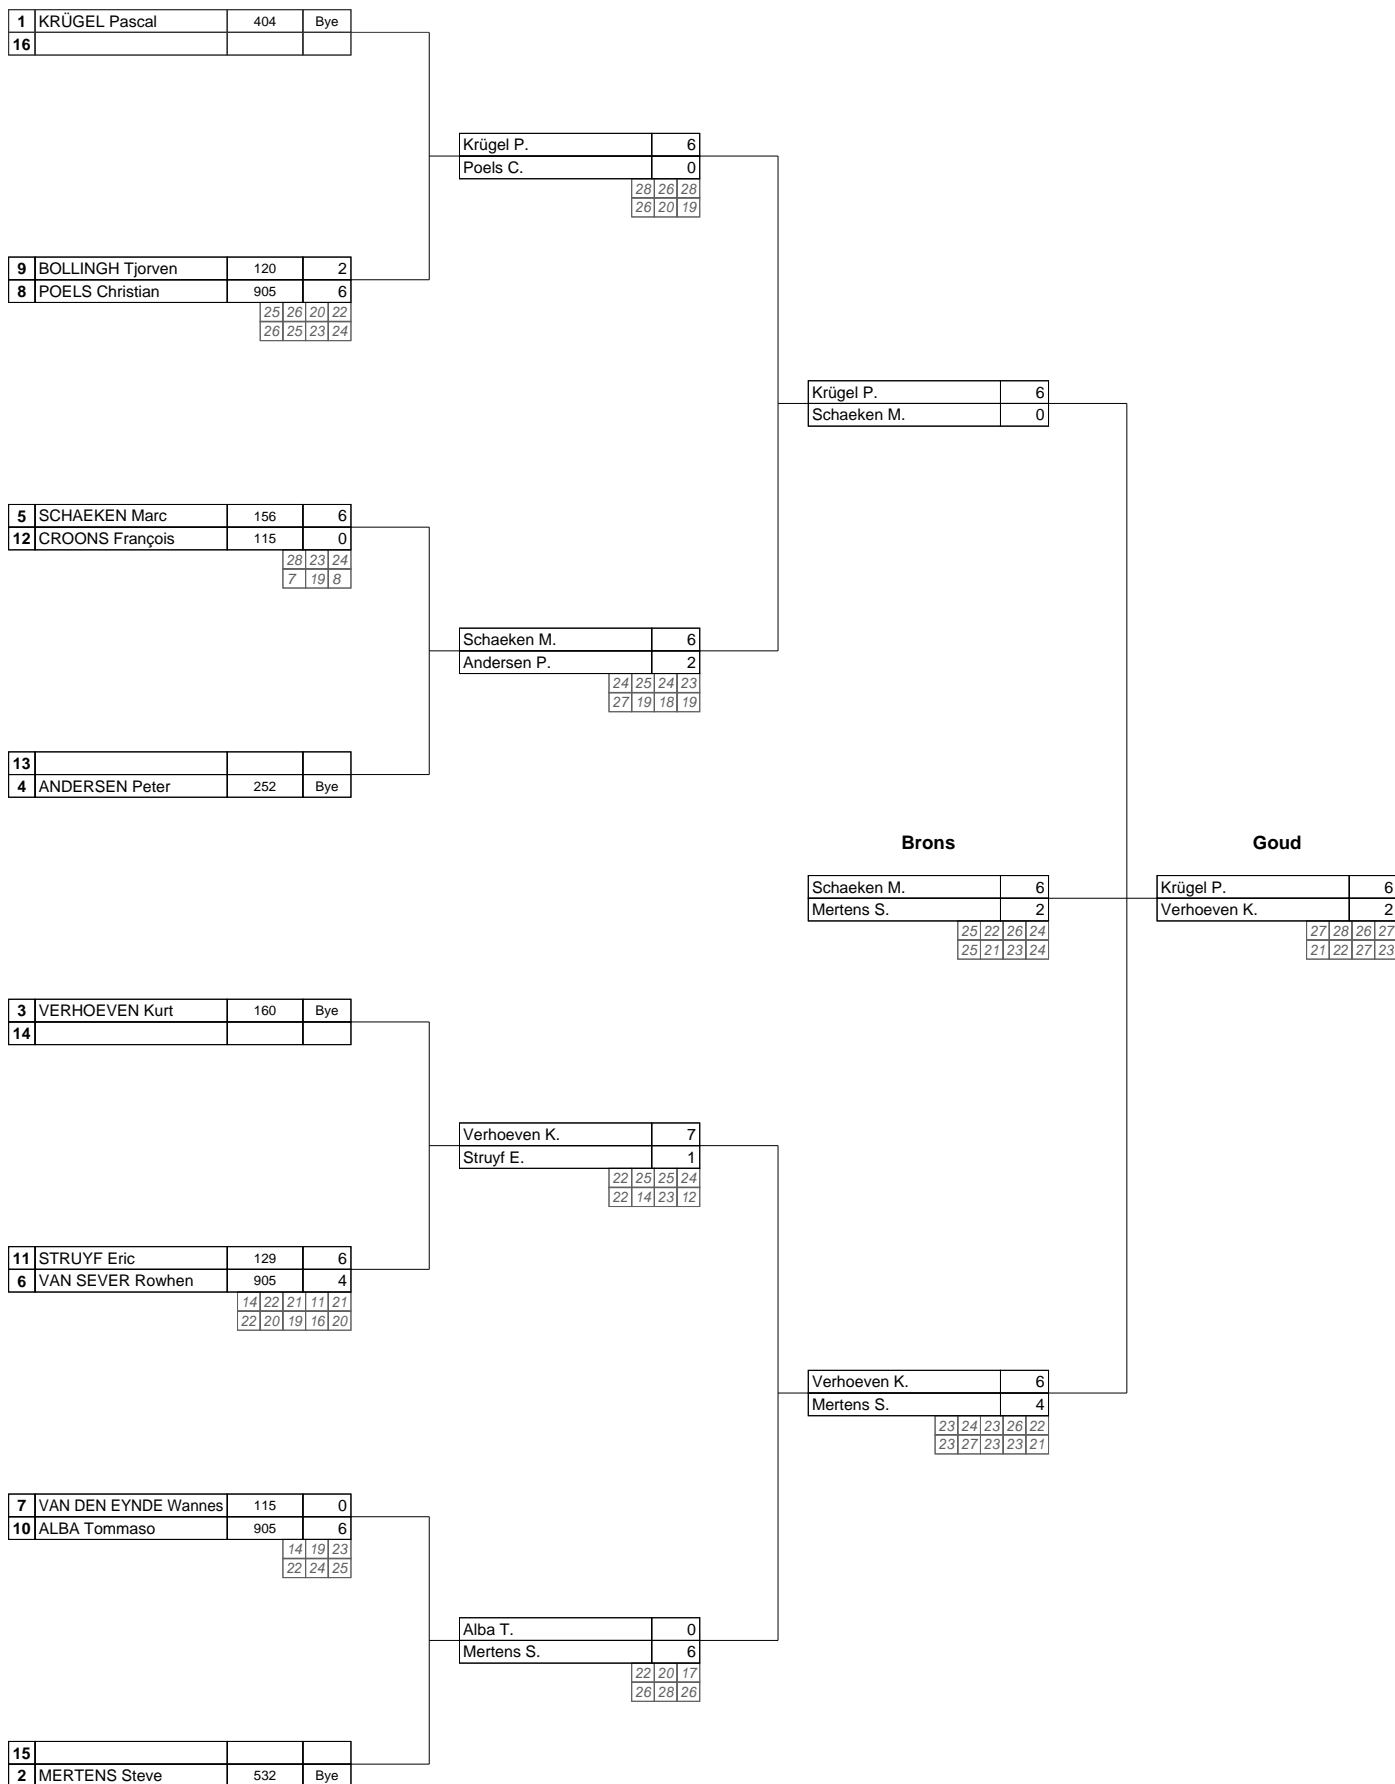 1 KRÜGEL Pascal 404 Bye
16
Krügel P. 6
Poels C. 0
28 26 28
26 20 19
9 BOLLINGH Tjorven 120 2
8 POELS Christian 905 6
25 26 20 22
26 25 23 24
Krügel P. 6
Schaeken M. 0
5 SCHAEKEN Marc 156 6
12 CROONS François 115 0
28 23 24
7 19 8
Schaeken M. 6
Andersen P. 2
24 25 24 23
27 19 18 19
13
4 ANDERSEN Peter 252 Bye
Brons Goud
Schaeken M. 6 Krügel P. 6
Mertens S. 2 Verhoeven K. 2
25 22 26 24 27 28 26 27
25 21 23 24 21 22 27 23
3 VERHOEVEN Kurt 160 Bye
14
Verhoeven K. 7
Struyf E. 1
22 25 25 24
22 14 23 12
11 STRUYF Eric 129 6
6 VAN SEVER Rowhen 905 4
14 22 21 11 21
22 20 19 16 20
Verhoeven K. 6
Mertens S. 4
23 24 23 26 22
23 27 23 23 21
7 VAN DEN EYNDE Wannes 115 0
10 ALBA Tommaso 905 6
14 19 23
22 24 25
Alba T. 0
Mertens S. 6
22 20 17
26 28 26
15
2 MERTENS Steve 532 Bye